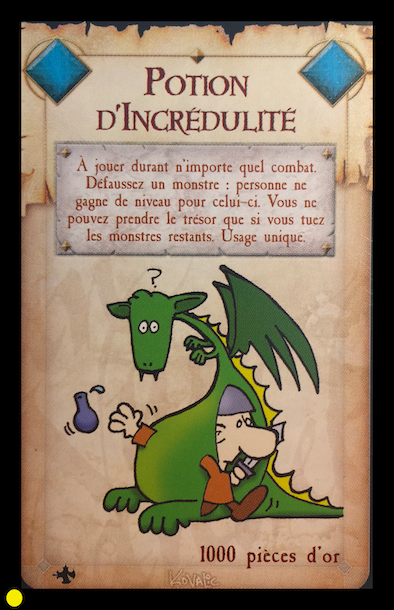 Potion
d'Incrédulité
À jouer durant n'importe quel combat.
Défaussez un monstre : personne ne
gagne de niveau pour celui-ci. Vous ne
pouvez prendre le trésor que si vous tuez
les monstres restants. Usage unique.
?
1000 pièces d'or
Kovalic